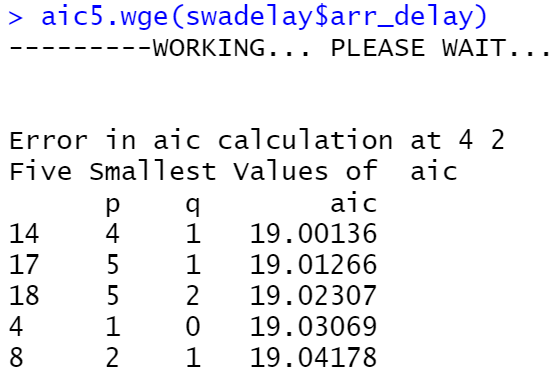 > aic5.wge(swadelay$arr_delay)
---------WORKING... PLEASE WAIT...
Error in aic calculation at 4 2
Five Smallest Values of  aic
      p    q        aic
14    4    1   19.00136
17    5    1   19.01266
18    5    2   19.02307
4     1    0   19.03069
8     2    1   19.04178